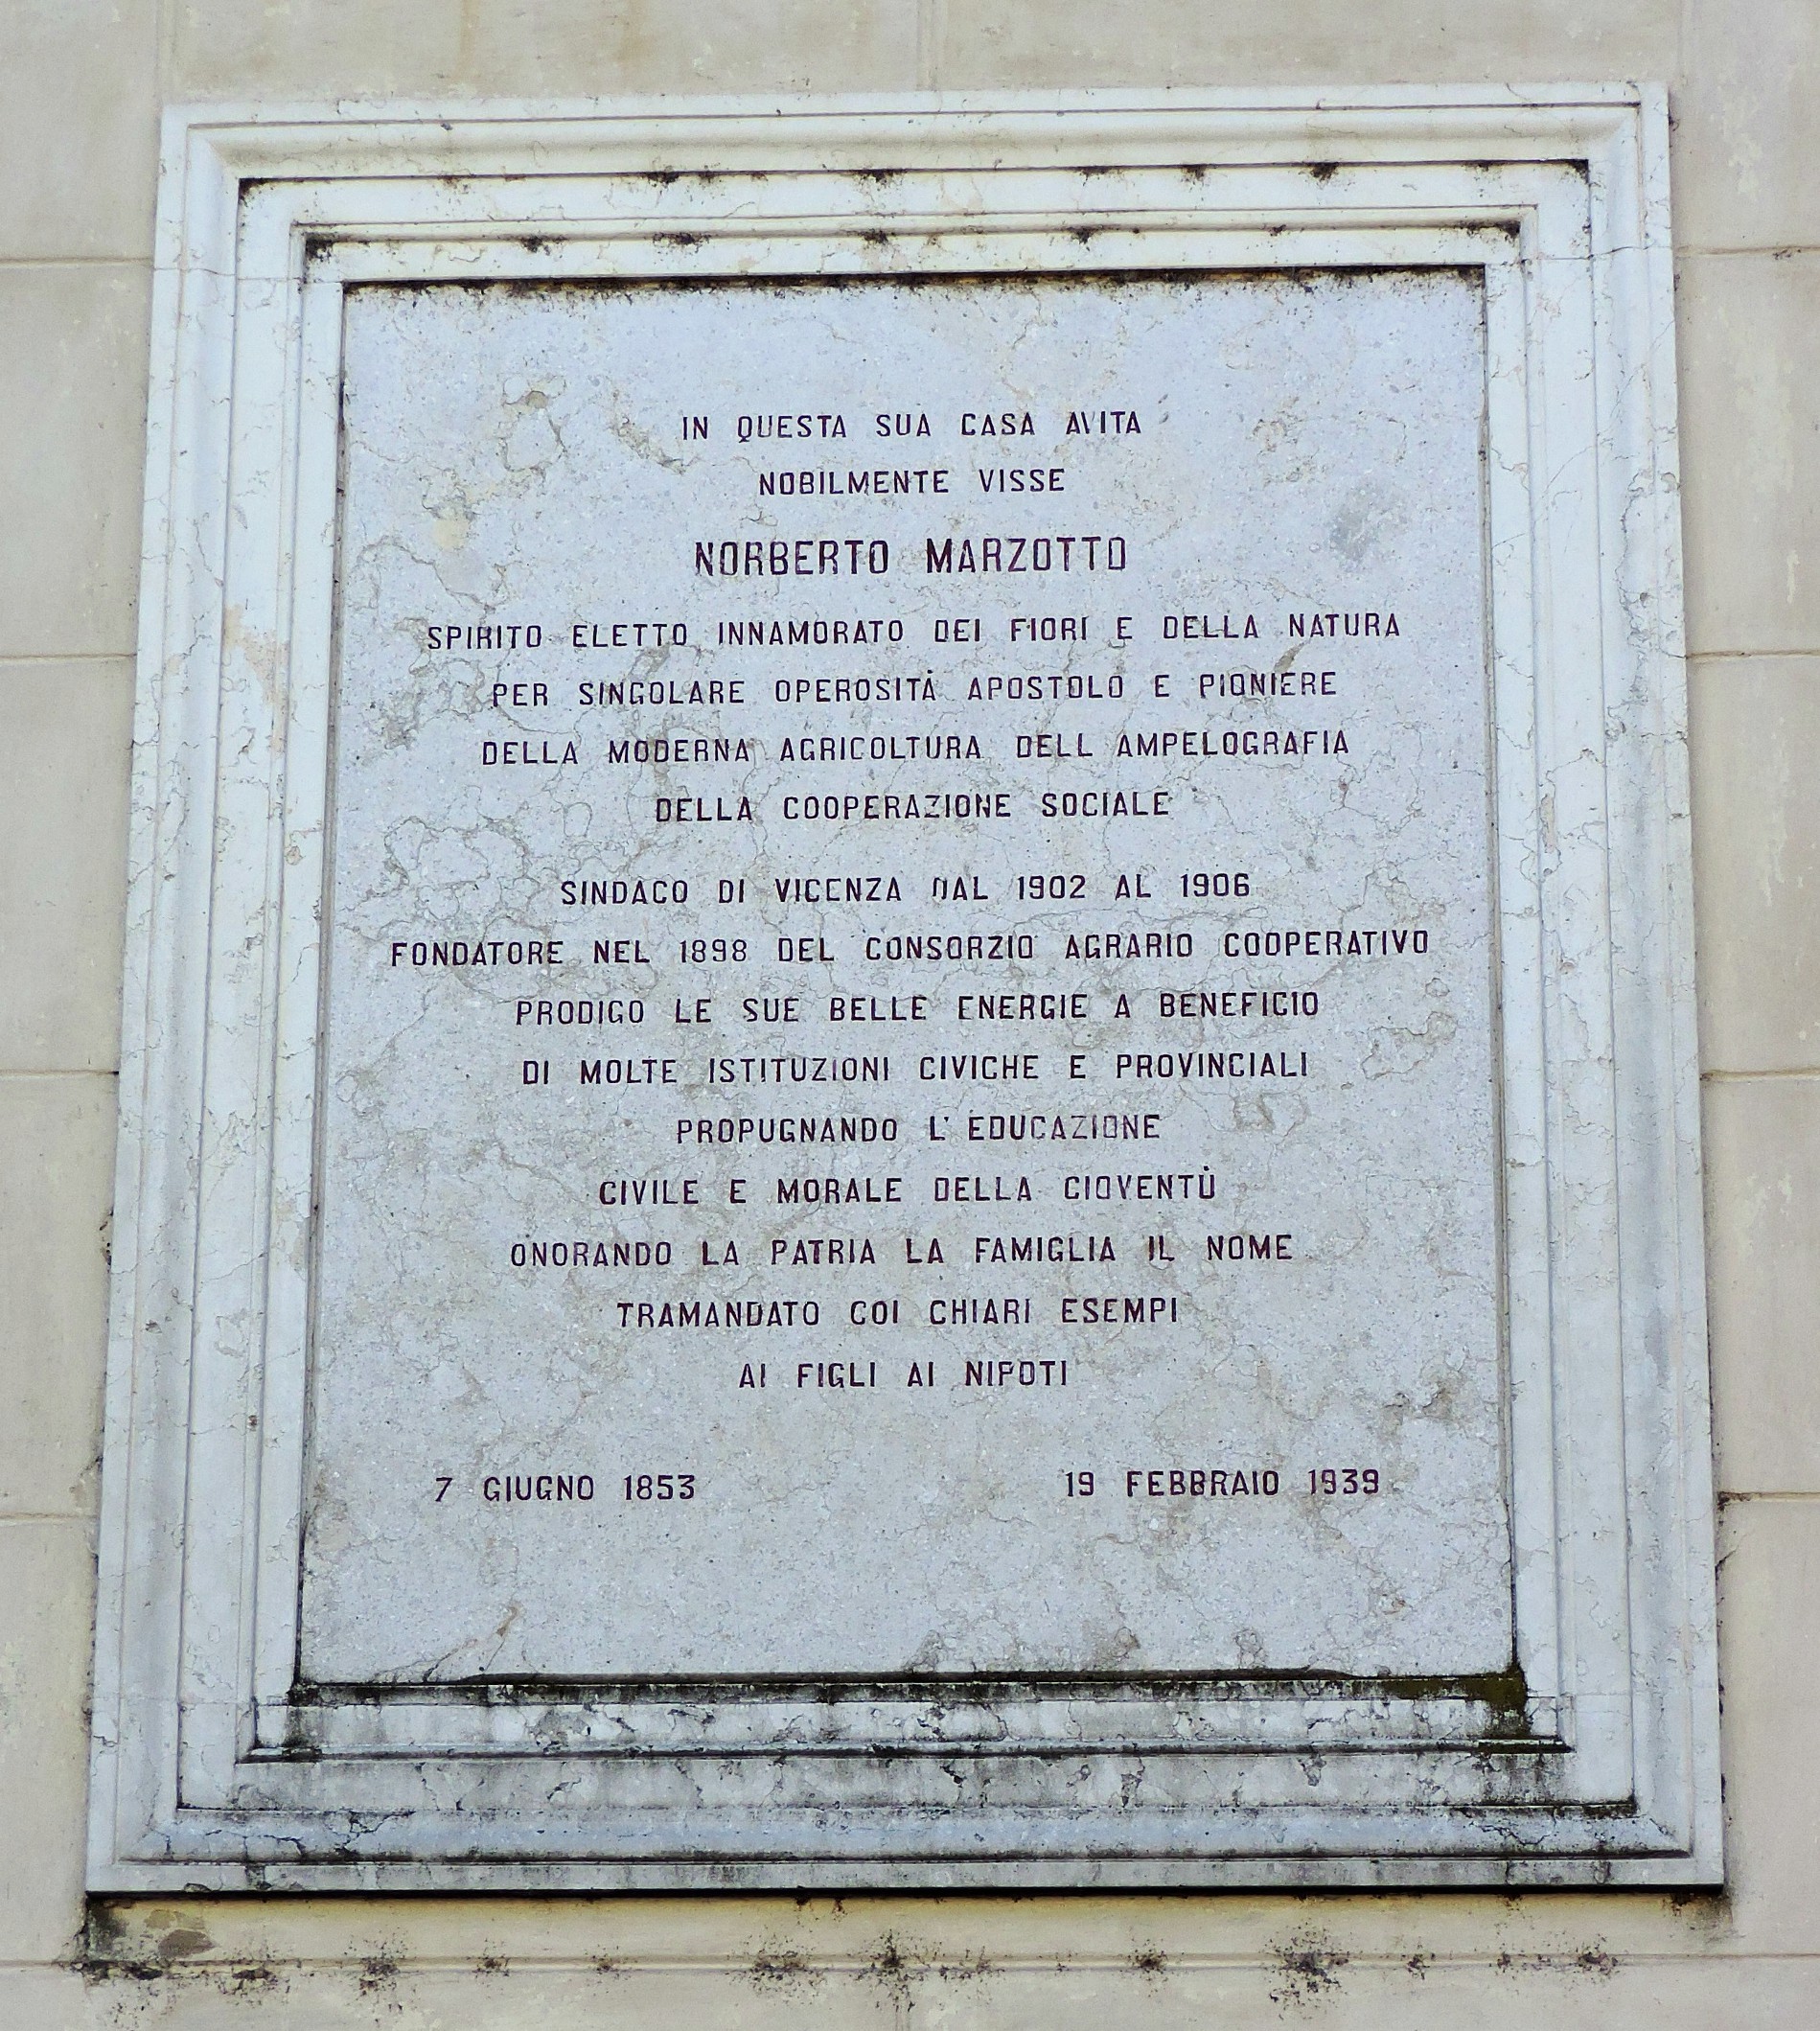 IN QUESTA SUA CASA AVITA
NOBILMENTE VISSE
NORBERTO MARZOTTO
SPIRITO ELETTO INNAMORATO DEI FIORI E DELLA NATURA
PER SINGOLARE OPEROSITÀ APOSTOLO E PIONIERE
DELLA MODERNA AGRICOLTURA DELL AMPELOGRAFIA
DELLA COOPERAZIONE SOCIALE
SINDACO DI VICENZA DAL 1902 AL 1906
FONDATORE NEL 1898 DEL CONSORZIO AGRARIO COOPERATIVO
PRODIGO LE SUE BELLE ENERGIE A BENEFICIO
DI MOLTE ISTITUZIONI CIVICHE E PROVINCIALI
PROPUGNANDO L' EDUCAZIONE
CIVILE E MORALE DELLA GIOVENTÙ
ONORANDO LA PATRIA LA FAMIGLIA IL NOME
TRAMANDATO COI CHIARI ESEMPI
AI FIGLI AI NIPOTI
7 GIUGNO 1853 19 FEBBRAIO 1939